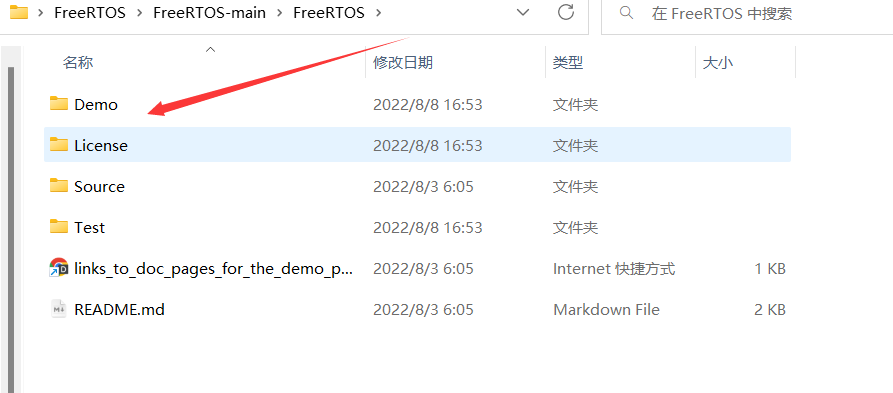 FreeRTOS › FreeRTOS-main › FreeRTOS › 在 FreeRTOS 中搜索
名称 修改日期 类型 大小
Demo 2022/8/8 16:53 文件夹
License 2022/8/8 16:53 文件夹
Source 2022/8/3 6:05 文件夹
Test 2022/8/8 16:53 文件夹
links_to_doc_pages_for_the_demo_p... 2022/8/3 6:05 Internet 快捷方式 1 KB
README.md 2022/8/3 6:05 Markdown File 2 KB